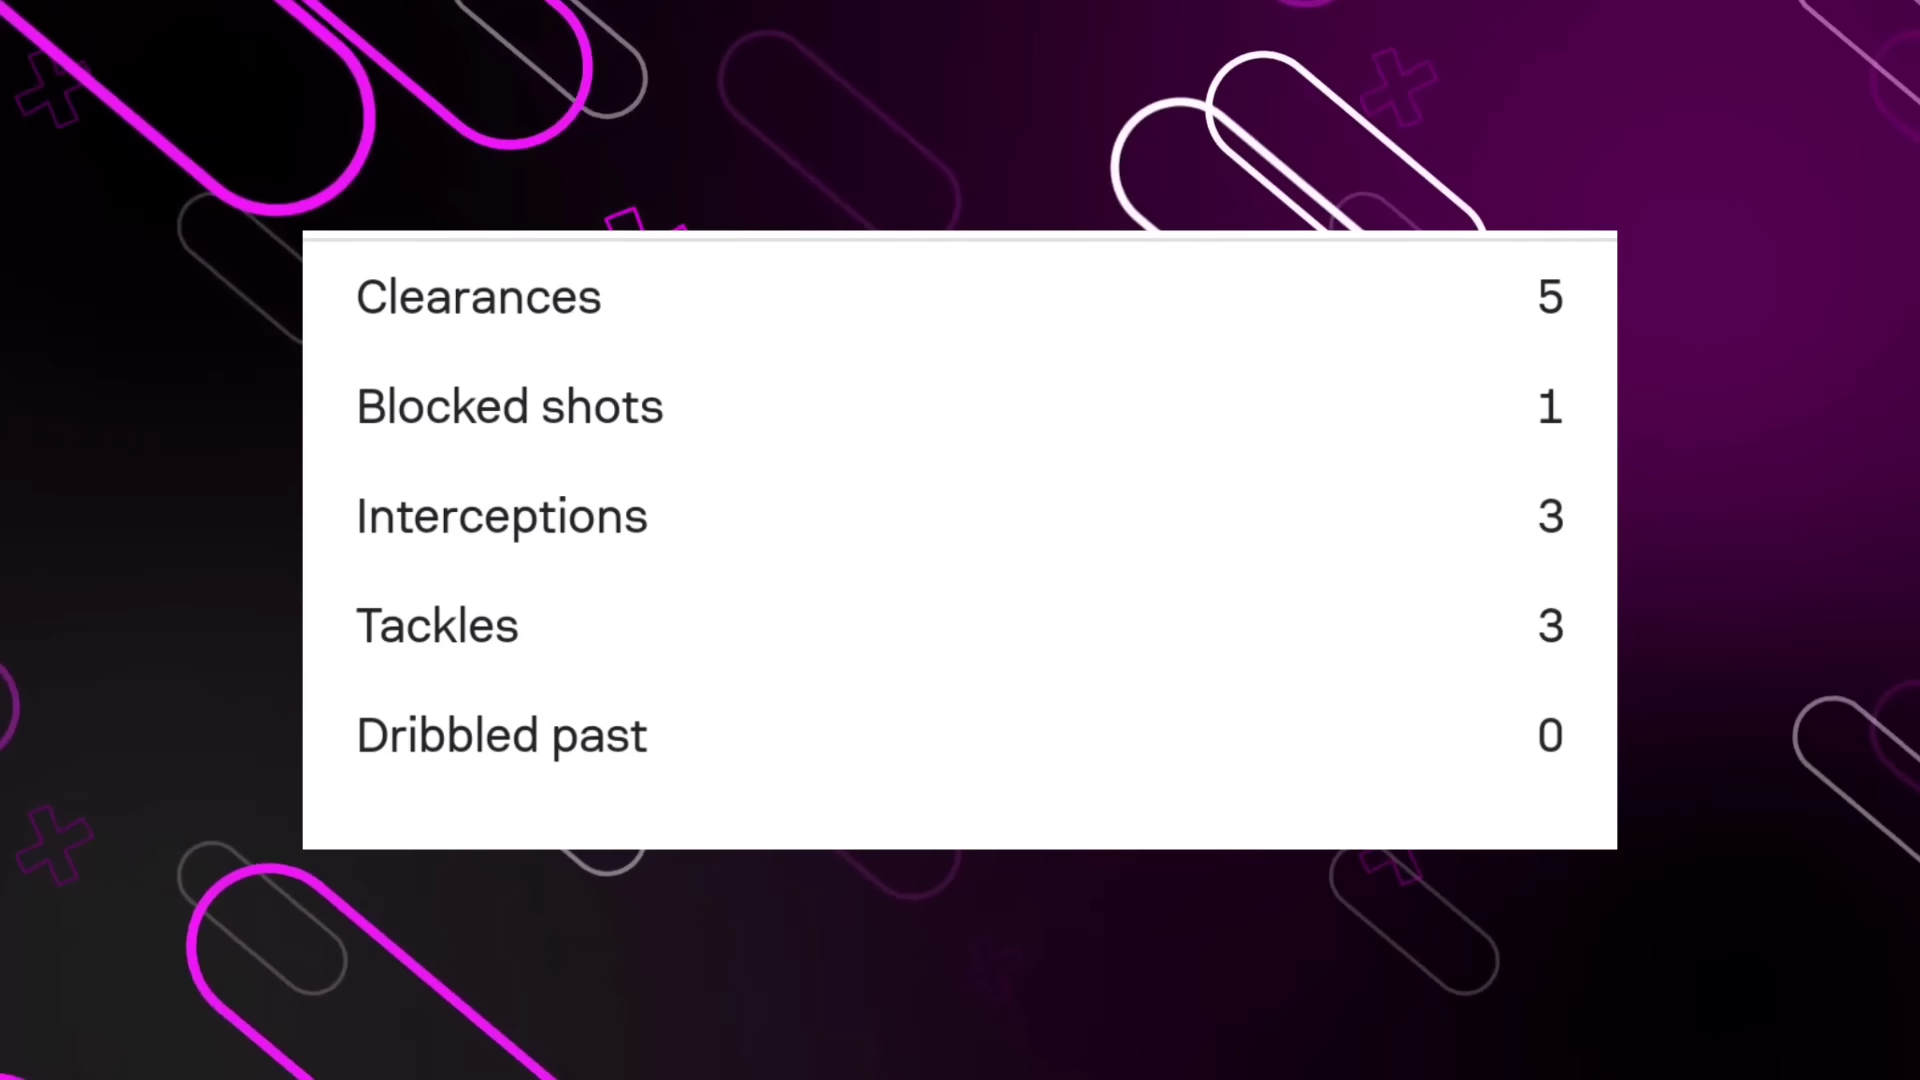 Clearances 5
Blocked shots 1
Interceptions 3
Tackles 3
Dribbled past 0